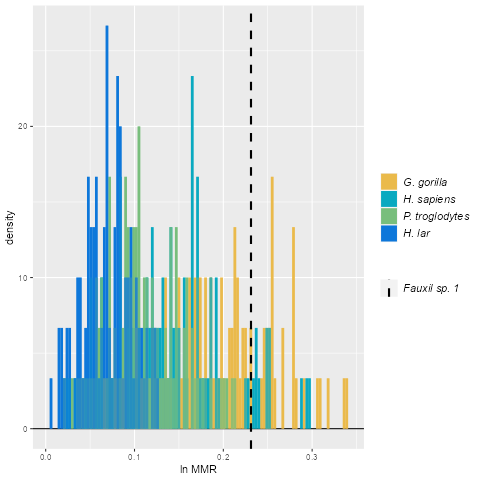 density
20
10
0
0.0 0.1 0.2 0.3
ln MMR
G. gorilla
H. sapiens
P. troglodytes
H. lar
Fauxil sp. 1